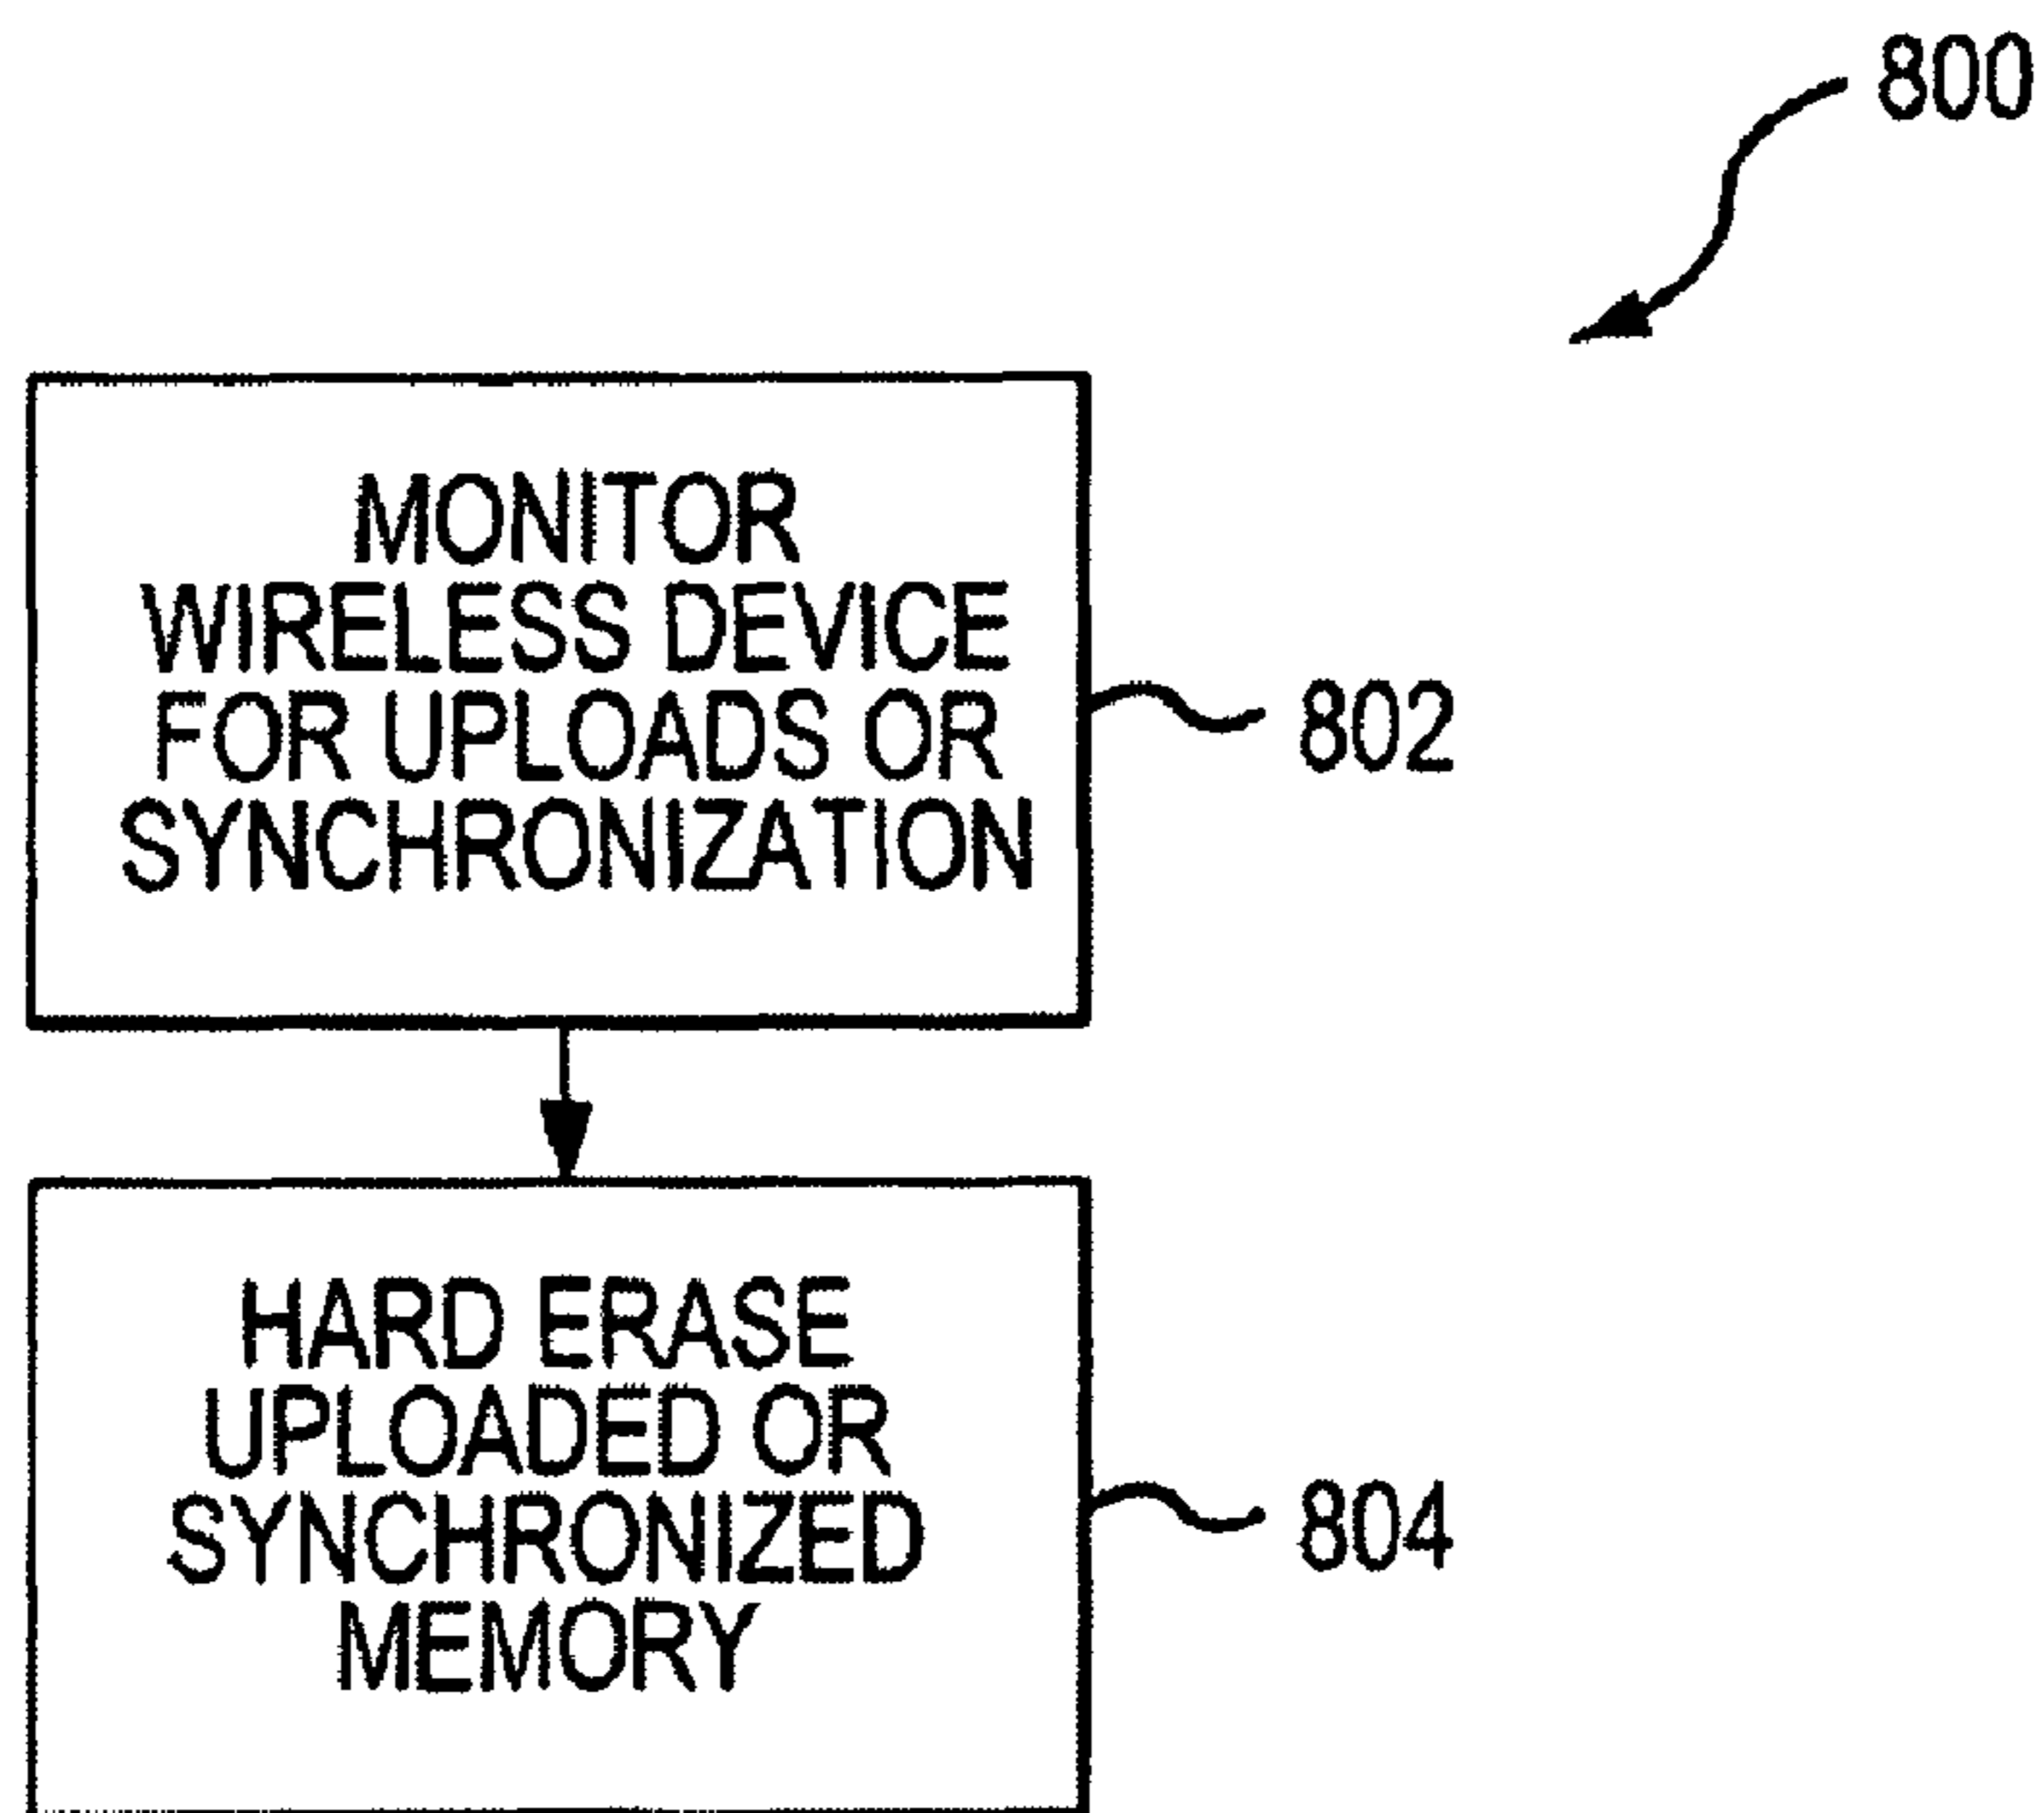 800
MONITOR
WIRELESS DEVICE
FOR UPLOADS OR
SYNCHRONIZATION
802
HARD ERASE
UPLOADED OR
SYNCHRONIZED
MEMORY
804